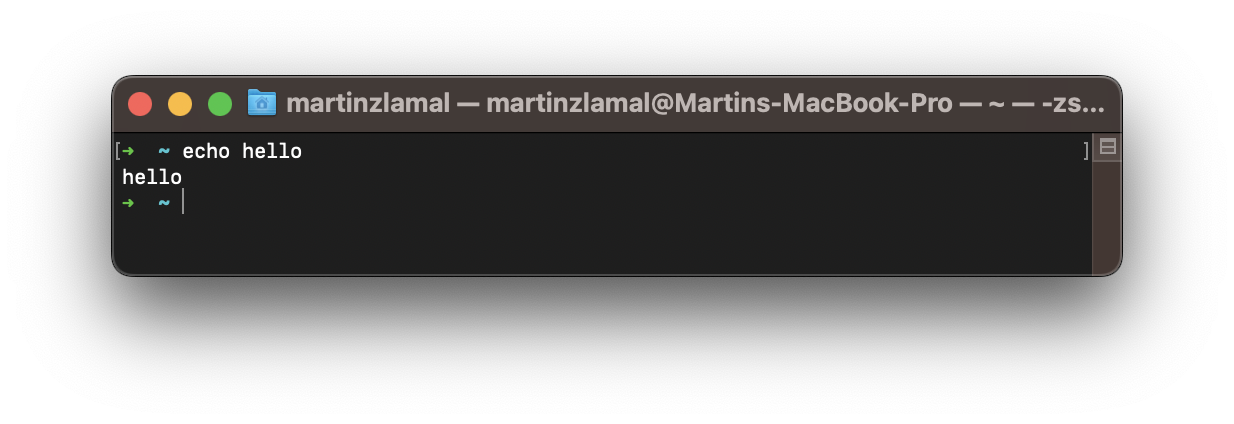 martinzlamal — martinzlamal@Martins-MacBook-Pro — ~ — -zs...
[➜ ~ echo hello ]
hello
➜ ~